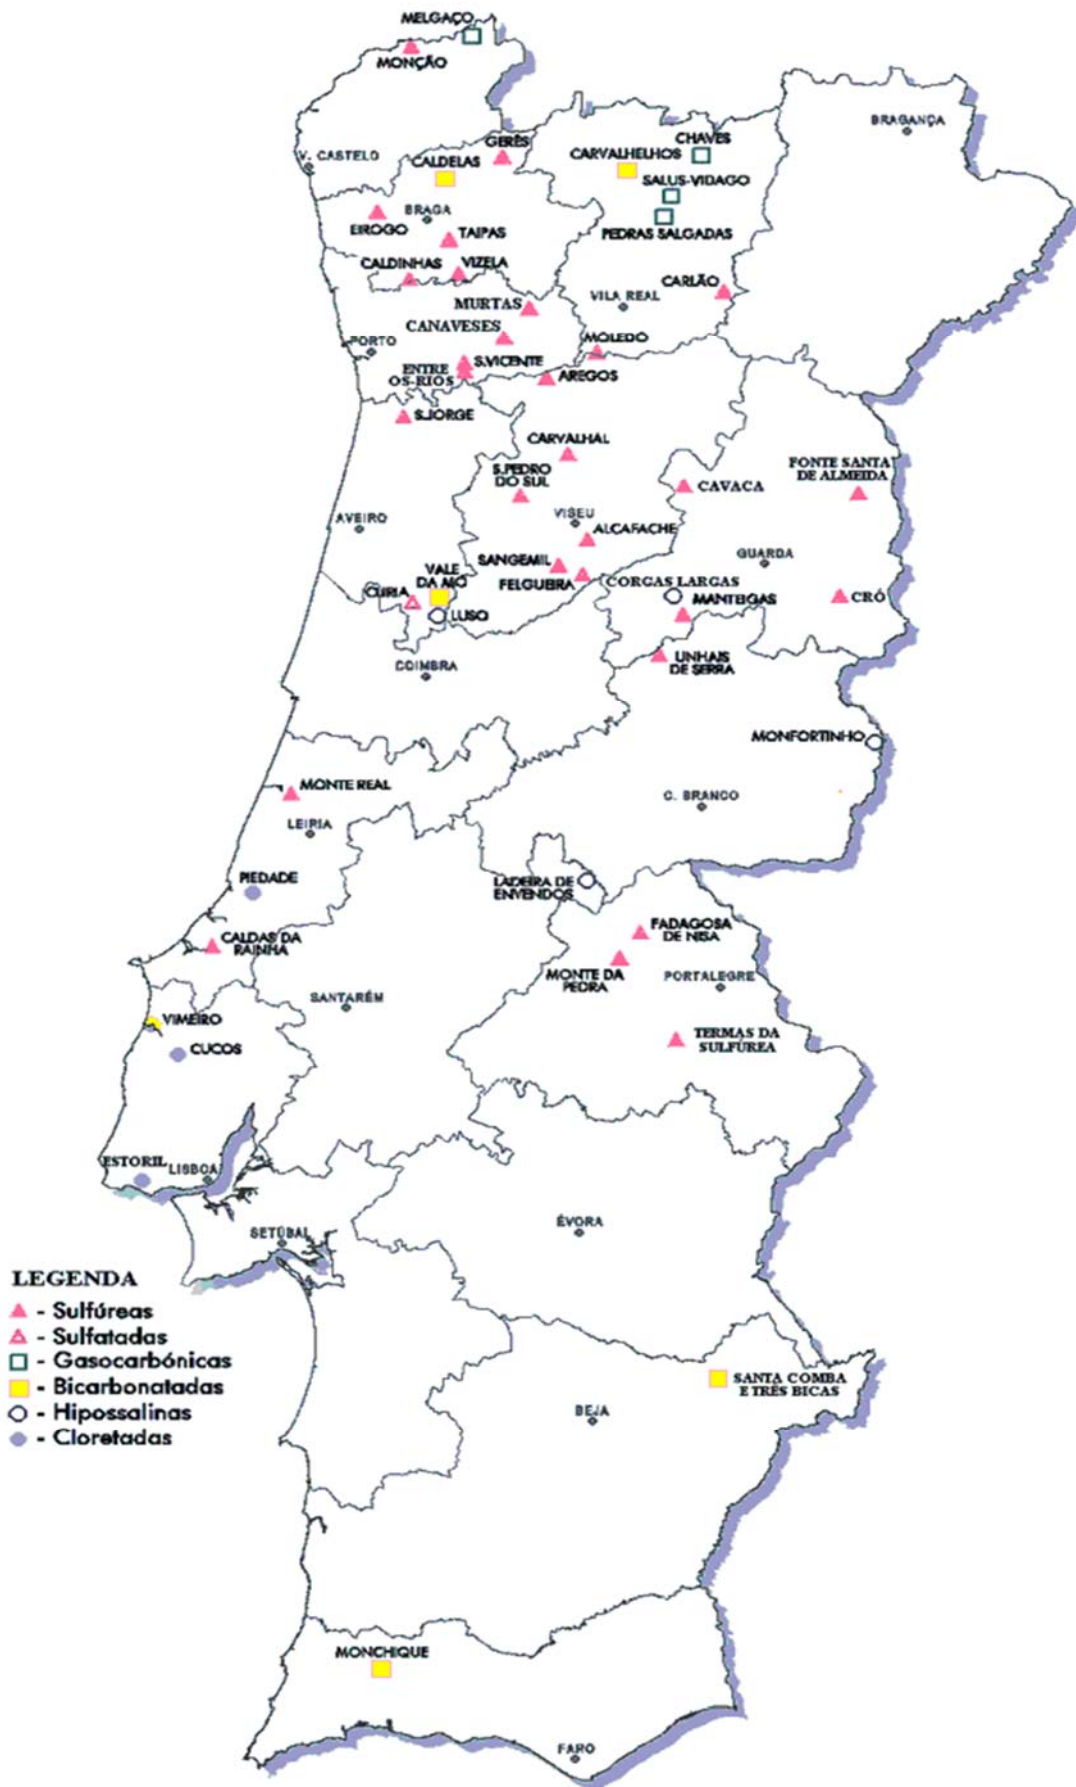 MELGAÇO
MONÇÃO
BRAGANÇA
GERÊS
CHAVES
V. CASTELO
CALDELAS
CARVALHELHOS
SALUS-VIDAGO
BRAGA
EIROGO
TAIPAS
PEDRAS SALGADAS
CALDINHAS
VIZELA
CARLÃO
VILA REAL
MURTAS
CANAVESES
PORTO
MOLEDO
S.VICENTE
ENTRE
OS-RIOS
AREGOS
S.JORGE
CARVALHAL
S.PEDRO
DO SUL
FONTE SANTA
DE ALMEIDA
CAVACA
AVEIRO
VISEU
ALCAFACHE
GUARDA
SANGEMIL
VALE
DA MÓ
FELGUEIRA
CORGAS LARGAS
CURIA
MANTEIGAS
CRÓ
LUSO
COIMBRA
UNHAIS
DE SERRA
MONFORTINHO
MONTE REAL
C. BRANCO
LEIRIA
PIEDADE
LADEIRA DE
ENVENDOS
FADAGOSA
DE NISA
CALDAS DA
RAINHA
MONTE DA
PEDRA
PORTALEGRE
SANTARÉM
VIMEIRO
TERMAS DA
SULFÚREA
CUCOS
ESTORIL
LISBOA
ÉVORA
SETÚBAL
LEGENDA
- Sulfúreas
- Sulfatadas
- Gasocarbónicas
- Bicarbonatadas
- Hipossalinas
- Cloretadas
SANTA COMBA
E TRÊS BICAS
BEJA
MONCHIQUE
FARO